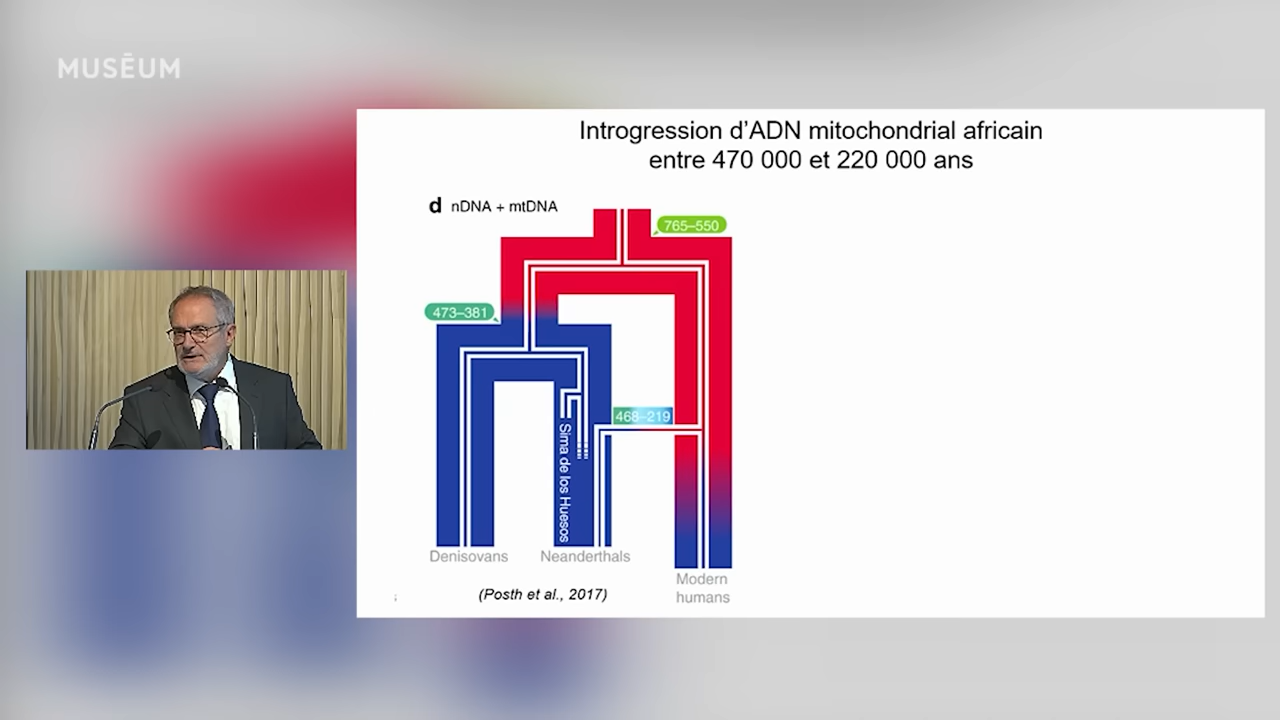 MUSĒUM
Introgression d’ADN mitochondrial africain
entre 470 000 et 220 000 ans
d nDNA + mtDNA
765–550
473–381
468–219
Sima de los Huesos
Denisovans
Neanderthals
Modern
humans
(Posth et al., 2017)